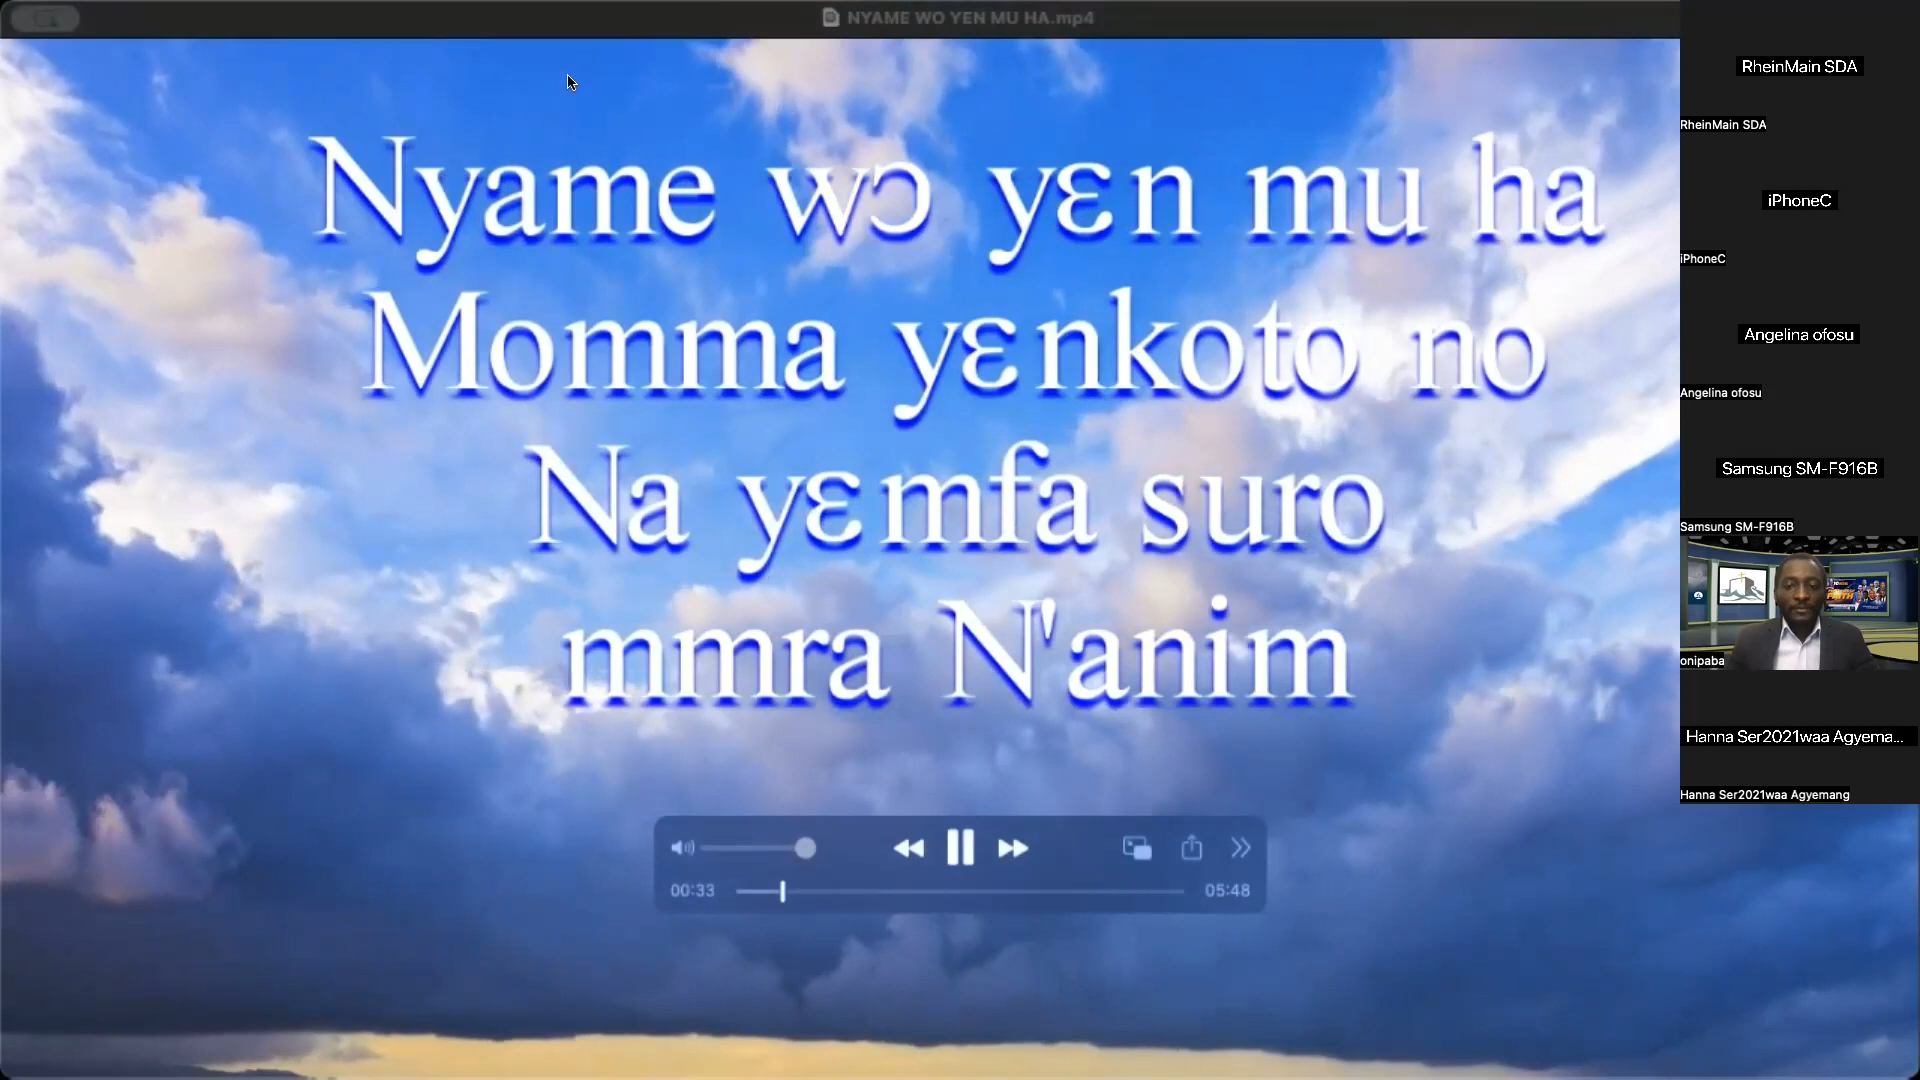 NYAME WO YEN MU HA.mp4
Nyame wɔ yɛn mu ha
Momma yɛnkoto no
Na yɛmfa suro
mmra N'anim
00:33
05:48
RheinMain SDA
RheinMain SDA
iPhoneC
iPhoneC
Angelina ofosu
Angelina ofosu
Samsung SM-F916B
Samsung SM-F916B
onipaba
Hanna Ser2021waa Agyema...
Hanna Ser2021waa Agyemang